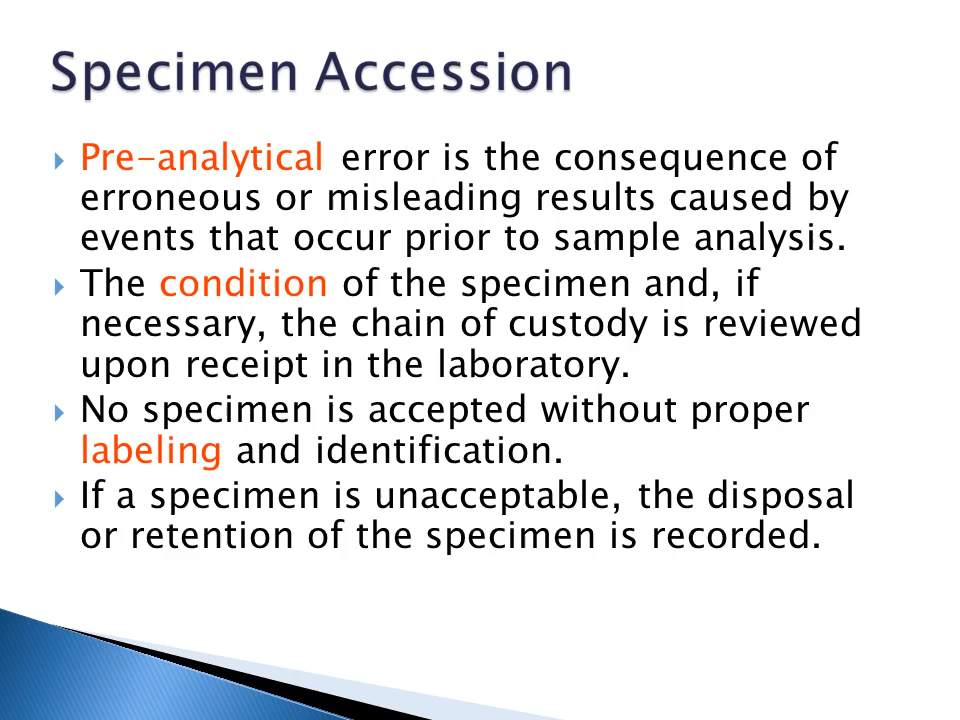 Specimen Accession
Pre-analytical error is the consequence of
erroneous or misleading results caused by
events that occur prior to sample analysis.
The condition of the specimen and, if
necessary, the chain of custody is reviewed
upon receipt in the laboratory.
No specimen is accepted without proper
labeling and identification.
If a specimen is unacceptable, the disposal
or retention of the specimen is recorded.